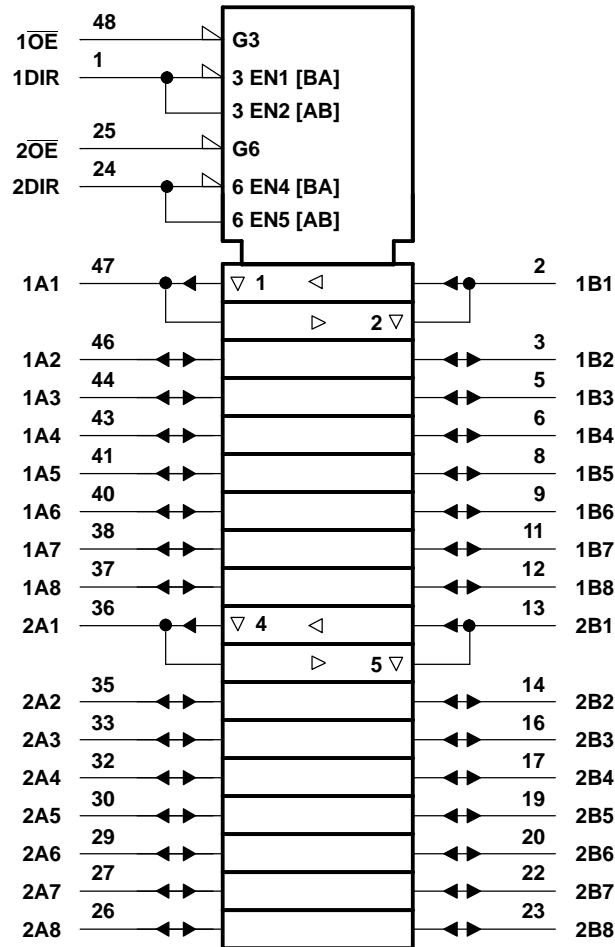 48
1O̅E̅ G3
1
1DIR 3 EN1 [BA]
3 EN2 [AB]
25
2O̅E̅ G6
24
2DIR 6 EN4 [BA]
6 EN5 [AB]
47 2
1A1 ▽ 1 ◁ 1B1
▷ 2 ▽
46 3
1A2 1B2
44 5
1A3 1B3
43 6
1A4 1B4
41 8
1A5 1B5
40 9
1A6 1B6
38 11
1A7 1B7
37 12
1A8 1B8
36 13
2A1 ▽ 4 ◁ 2B1
▷ 5 ▽
35 14
2A2 2B2
33 16
2A3 2B3
32 17
2A4 2B4
30 19
2A5 2B5
29 20
2A6 2B6
27 22
2A7 2B7
26 23
2A8 2B8